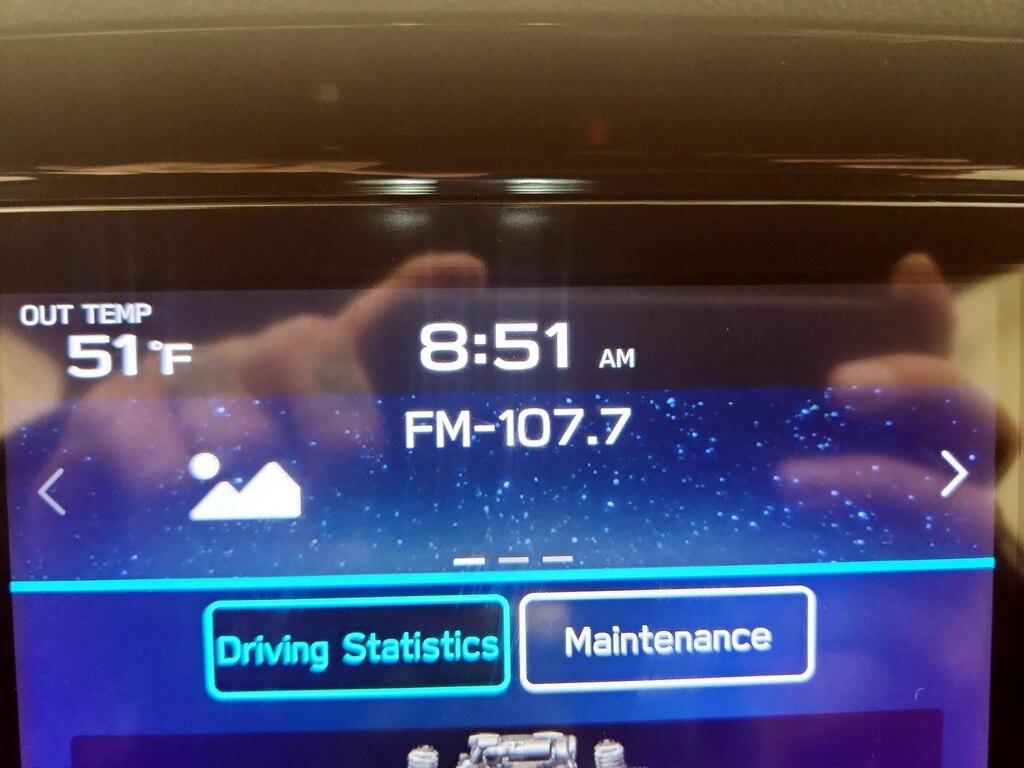 OUT TEMP
51°F
8:51 AM
FM-107.7
Driving Statistics
Maintenance